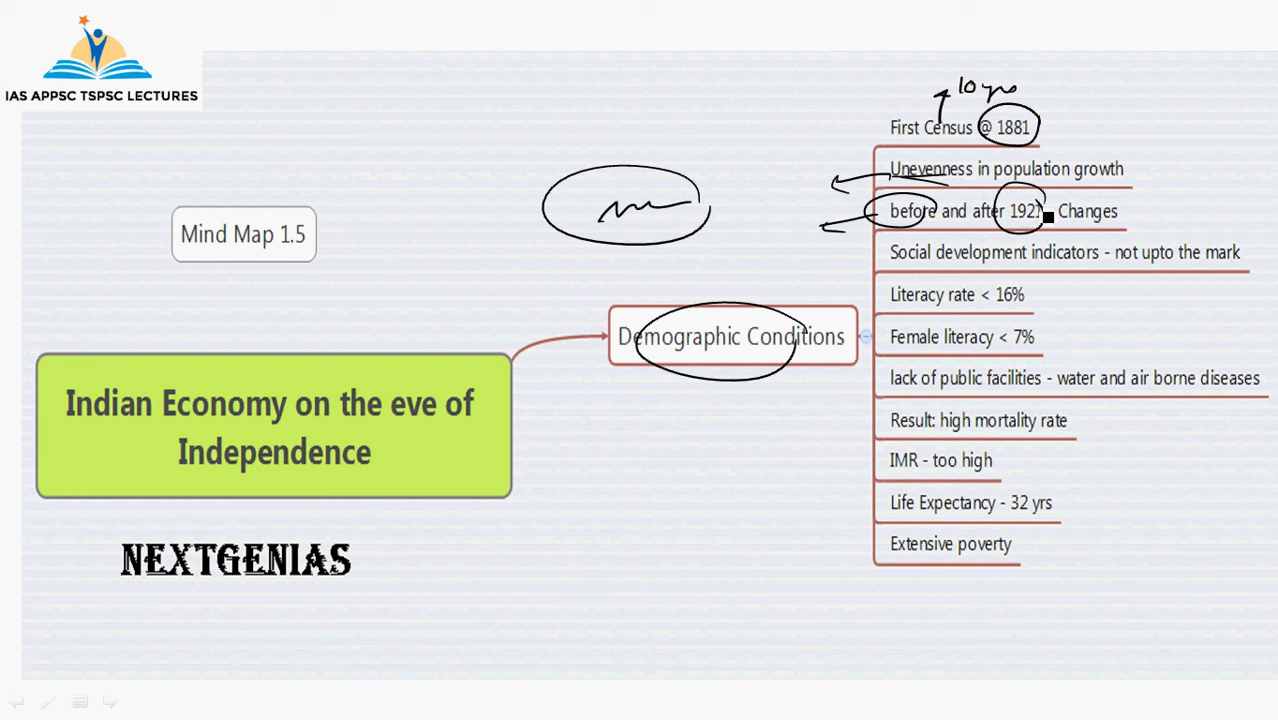 IAS APPSC TSPSC LECTURES
10 yrs
First Census @ 1881
Unevenness in population growth
before and after 1921 Changes
Mind Map 1.5
Social development indicators - not upto the mark
Literacy rate < 16%
Demographic Conditions
Female literacy < 7%
lack of public facilities - water and air borne diseases
Indian Economy on the eve of
Independence
Result: high mortality rate
IMR - too high
Life Expectancy - 32 yrs
Extensive poverty
NEXTGENIAS